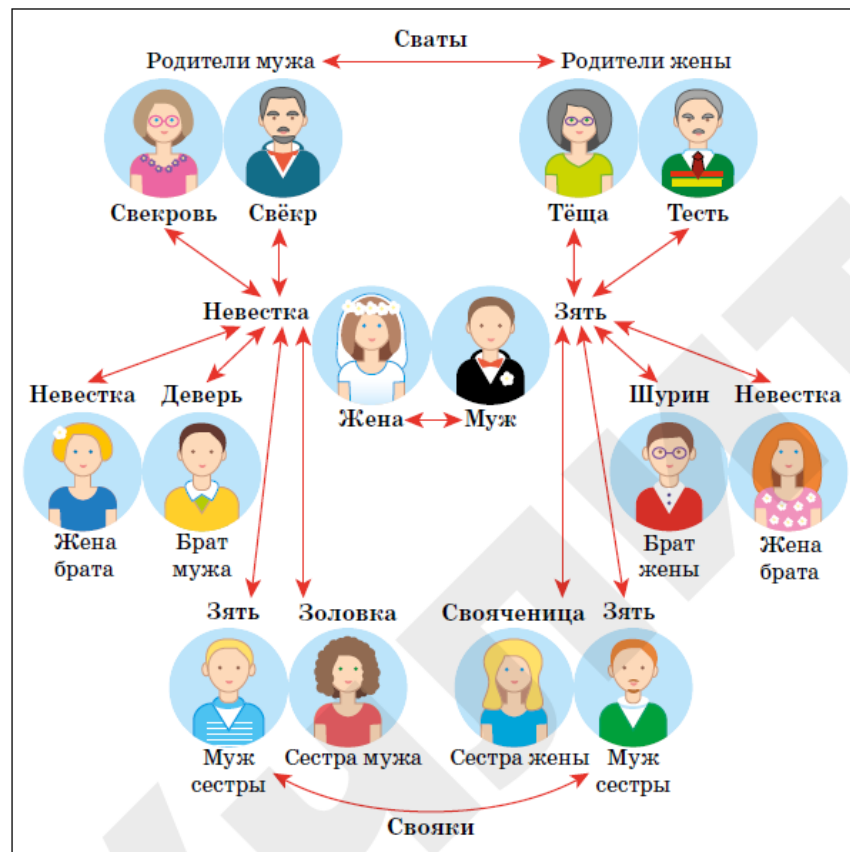 Сваты
Родители мужа Родители жены
Свекровь Свёкр Тёща Тесть
Невестка Зять
Невестка Деверь Шурин Невестка
Жена Муж
Жена Брат Брат Жена
брата мужа жены брата
Зять Золовка Свояченица Зять
Муж Сестра мужа Сестра жены Муж
сестры сестры
Свояки